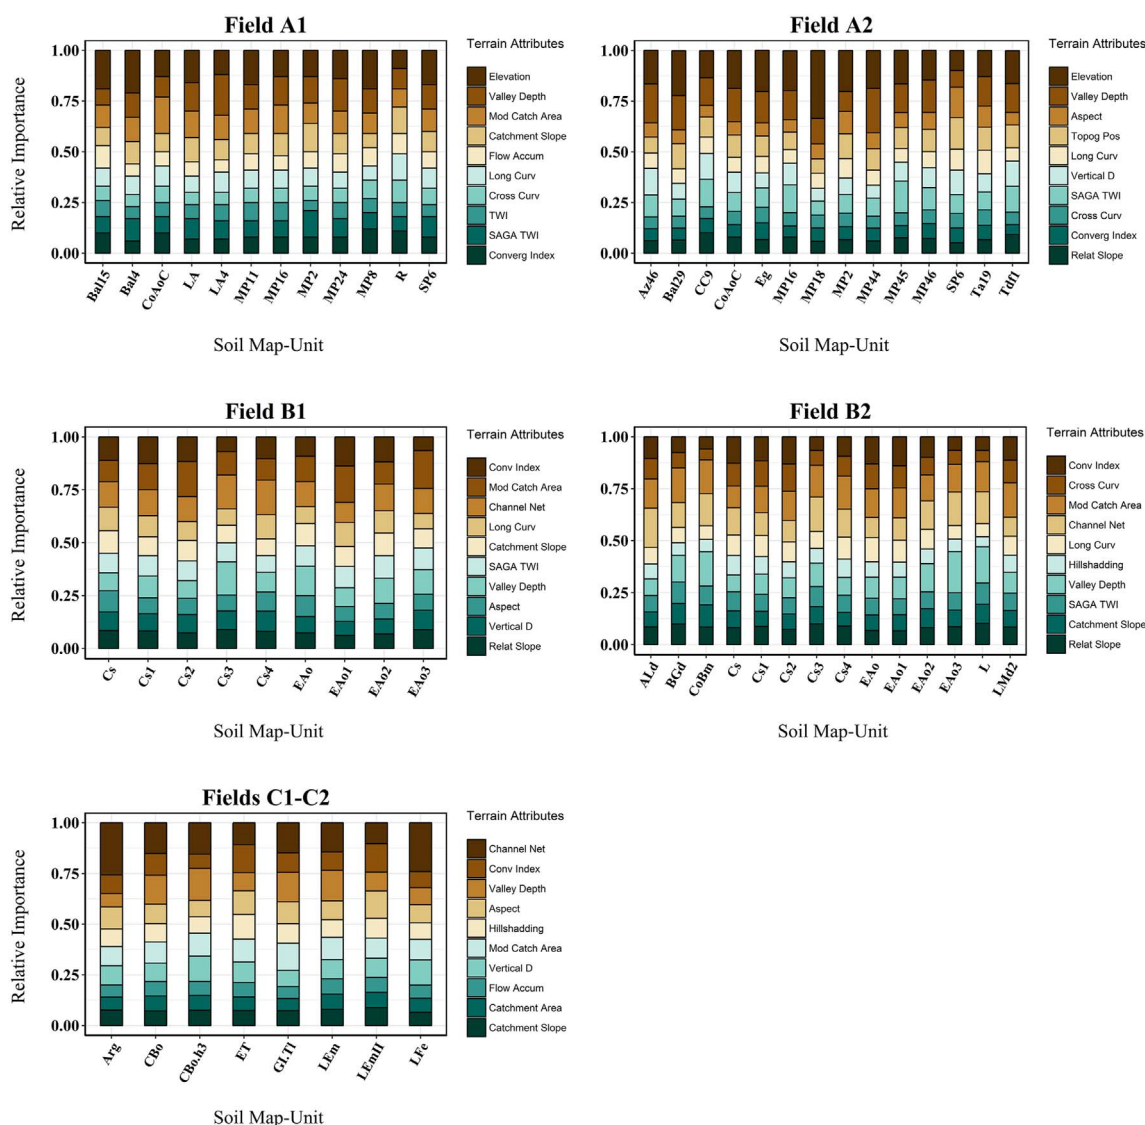 Field A1
Relative Importance
1.00
0.75
0.50
0.25
0.00
Bal15
Bal4
CoAoC
LA
LA4
MP11
MP16
MP2
MP24
MP8
R
SP6
Soil Map-Unit
Terrain Attributes
Elevation
Valley Depth
Mod Catch Area
Catchment Slope
Flow Accum
Long Curv
Cross Curv
TWI
SAGA TWI
Converg Index
Field A2
1.00
0.75
0.50
0.25
0.00
Az46
Bal29
CC9
CoAoC
Eg
MP16
MP18
MP2
MP44
MP45
MP46
SP6
Ta19
Tdf1
Soil Map-Unit
Terrain Attributes
Elevation
Valley Depth
Aspect
Topog Pos
Long Curv
Vertical D
SAGA TWI
Cross Curv
Converg Index
Relat Slope
Field B1
Relative Importance
1.00
0.75
0.50
0.25
0.00
Cs
Cs1
Cs2
Cs3
Cs4
EAo
EAo1
EAo2
EAo3
Soil Map-Unit
Terrain Attributes
Conv Index
Mod Catch Area
Channel Net
Long Curv
Catchment Slope
SAGA TWI
Valley Depth
Aspect
Vertical D
Relat Slope
Field B2
1.00
0.75
0.50
0.25
0.00
ALd
BGd
CoBm
Cs
Cs1
Cs2
Cs3
Cs4
EAo
EAo1
EAo2
EAo3
L
LMd2
Soil Map-Unit
Terrain Attributes
Conv Index
Cross Curv
Mod Catch Area
Channel Net
Long Curv
Hillshadding
Valley Depth
SAGA TWI
Catchment Slope
Relat Slope
Fields C1-C2
Relative Importance
1.00
0.75
0.50
0.25
0.00
Arg
CBo
CBo.h3
ET
GI.TI
LEm
LEmII
LFe
Soil Map-Unit
Terrain Attributes
Channel Net
Conv Index
Valley Depth
Aspect
Hillshadding
Mod Catch Area
Vertical D
Flow Accum
Catchment Area
Catchment Slope